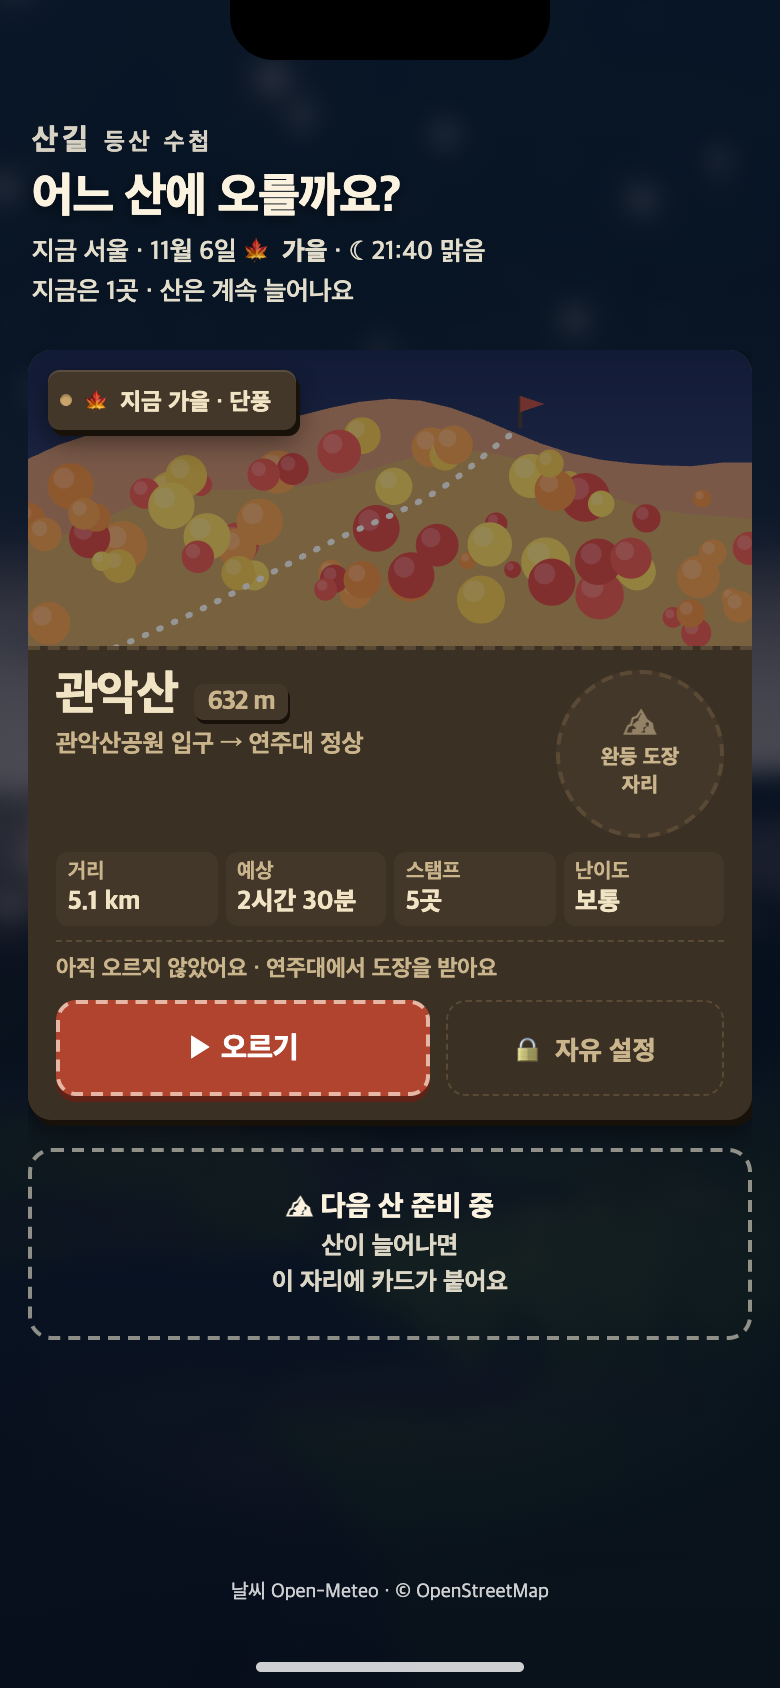 산길 등산 수첩
어느 산에 오를까요?
지금 서울 · 11월 6일 🍁 가을 · ☾ 21:40 맑음
지금은 1곳 · 산은 계속 늘어나요
🍁 지금 가을 · 단풍
관악산 632 m
관악산공원 입구 → 연주대 정상
완등 도장
자리
거리 예상 스탬프 난이도
5.1 km 2시간 30분 5곳 보통
아직 오르지 않았어요 · 연주대에서 도장을 받아요
▶ 오르기 🔒 자유 설정
다음 산 준비 중
산이 늘어나면
이 자리에 카드가 붙어요
날씨 Open-Meteo · © OpenStreetMap